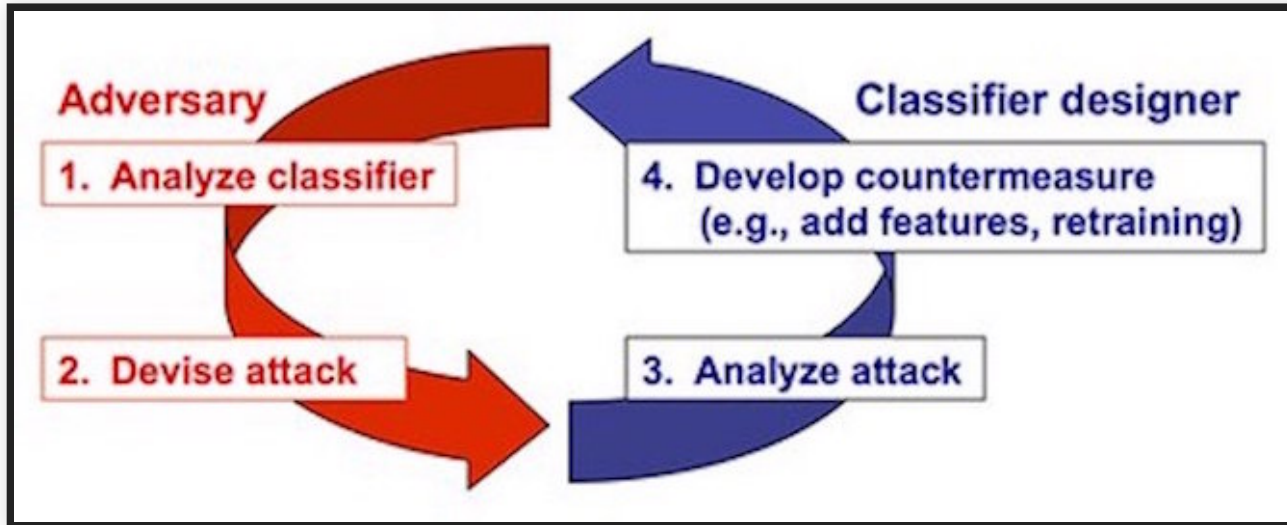 Adversary
1. Analyze classifier
2. Devise attack
Classifier designer
4. Develop countermeasure
(e.g., add features, retraining)
3. Analyze attack